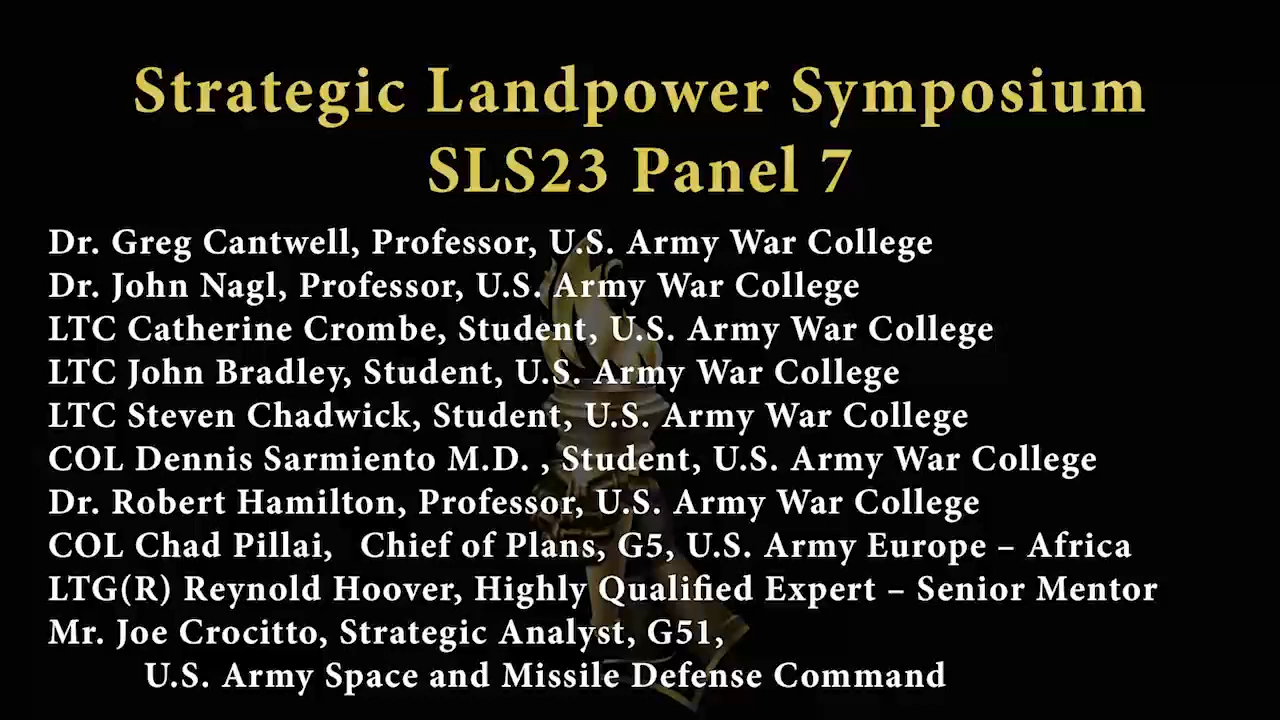 Strategic Landpower Symposium
SLS23 Panel 7
Dr. Greg Cantwell, Professor, U.S. Army War College
Dr. John Nagl, Professor, U.S. Army War College
LTC Catherine Crombe, Student, U.S. Army War College
LTC John Bradley, Student, U.S. Army War College
LTC Steven Chadwick, Student, U.S. Army War College
COL Dennis Sarmiento M.D. , Student, U.S. Army War College
Dr. Robert Hamilton, Professor, U.S. Army War College
COL Chad Pillai, Chief of Plans, G5, U.S. Army Europe – Africa
LTG(R) Reynold Hoover, Highly Qualified Expert – Senior Mentor
Mr. Joe Crocitto, Strategic Analyst, G51,
U.S. Army Space and Missile Defense Command